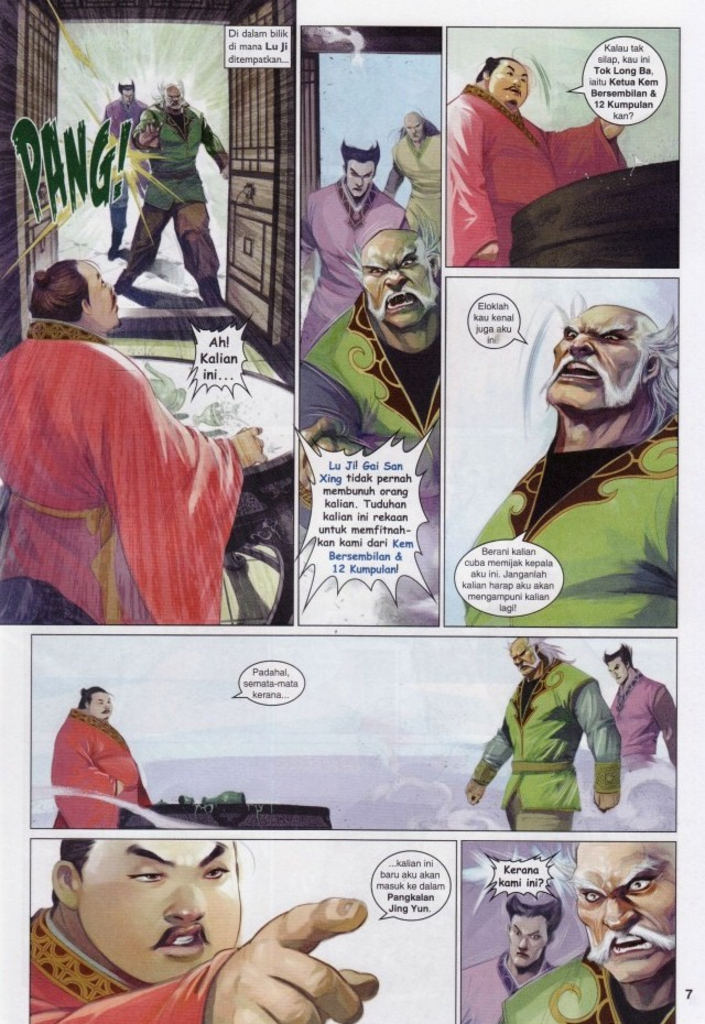 Di dalam bilik
di mana Lu Ji
ditempatkan...
PANG!
Ah!
Kalian
ini...
Lu Ji! Gai San
Xing tidak pernah
membunuh orang
kalian. Tuduhan
kalian ini rekaan
untuk memfitnah-
kan kami dari Kem
Bersembilan &
12 Kumpulan!
Kalau tak
silap, kau ini
Tok Long Ba,
iaitu Ketua Kem
Bersembilan &
12 Kumpulan
kan?
Eloklah
kau kenal
juga aku
ini.
Berani kalian
cuba memijak kepala
aku ini. Janganlah
kalian harap aku akan
mengampuni kalian
lagi!
Padahal,
semata-mata
kerana...
...kalian ini
baru aku akan
masuk ke dalam
Pangkalan
Jing Yun.
Kerana
kami ini?
7